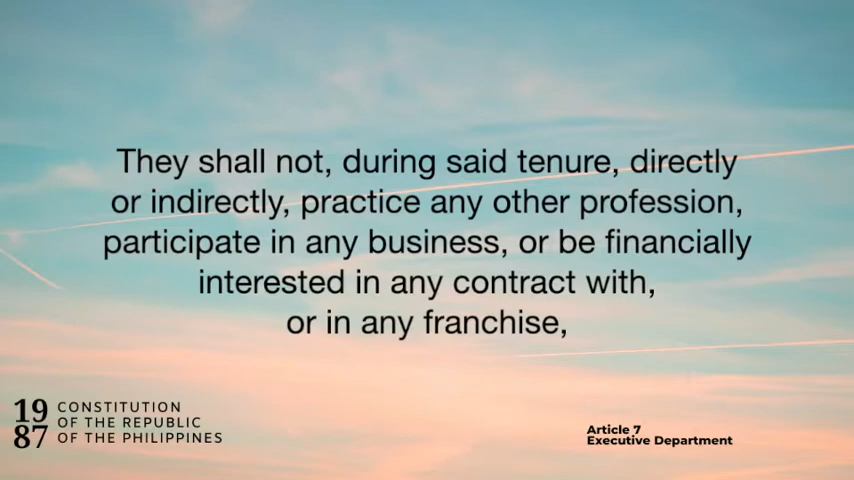 They shall not, during said tenure, directly
or indirectly, practice any other profession,
participate in any business, or be financially
interested in any contract with,
or in any franchise,
19
87
CONSTITUTION
OF THE REPUBLIC
OF THE PHILIPPINES
Article 7
Executive Department